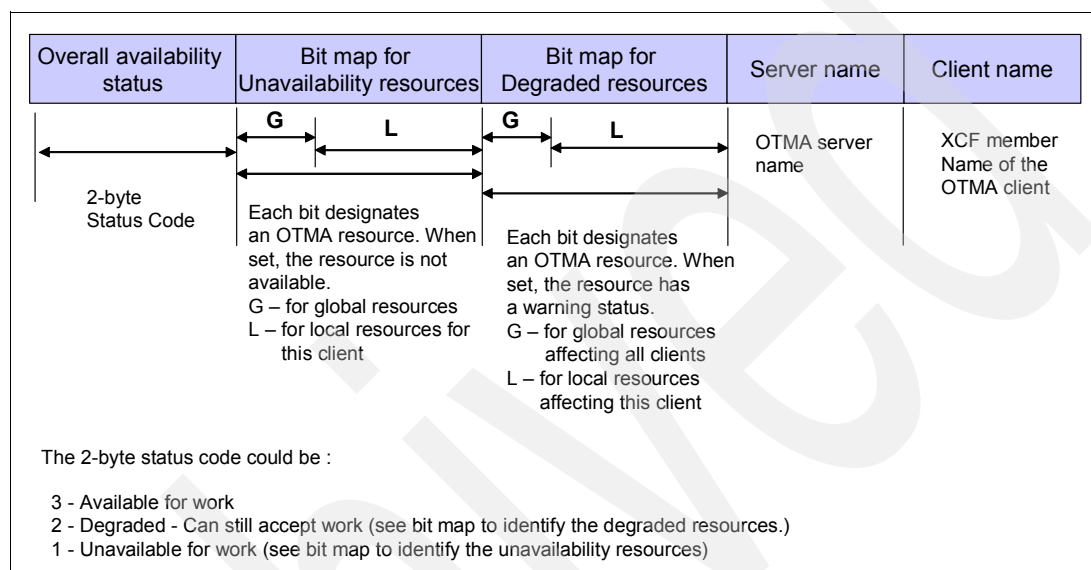 Overall availability
status
Bit map for
Unavailability resources
Bit map for
Degraded resources
Server name
Client name
G
L
G
L
2-byte
Status Code
Each bit designates
an OTMA resource. When
set, the resource is not
available.
G – for global resources
L – for local resources for
this client
Each bit designates
an OTMA resource. When
set, the resource has
a warning status.
G – for global resources
affecting all clients
L – for local resources
affecting this client
OTMA server
name
XCF member
Name of the
OTMA client
The 2-byte status code could be :
3 - Available for work
2 - Degraded - Can still accept work (see bit map to identify the degraded resources.)
1 - Unavailable for work (see bit map to identify the unavailability resources)